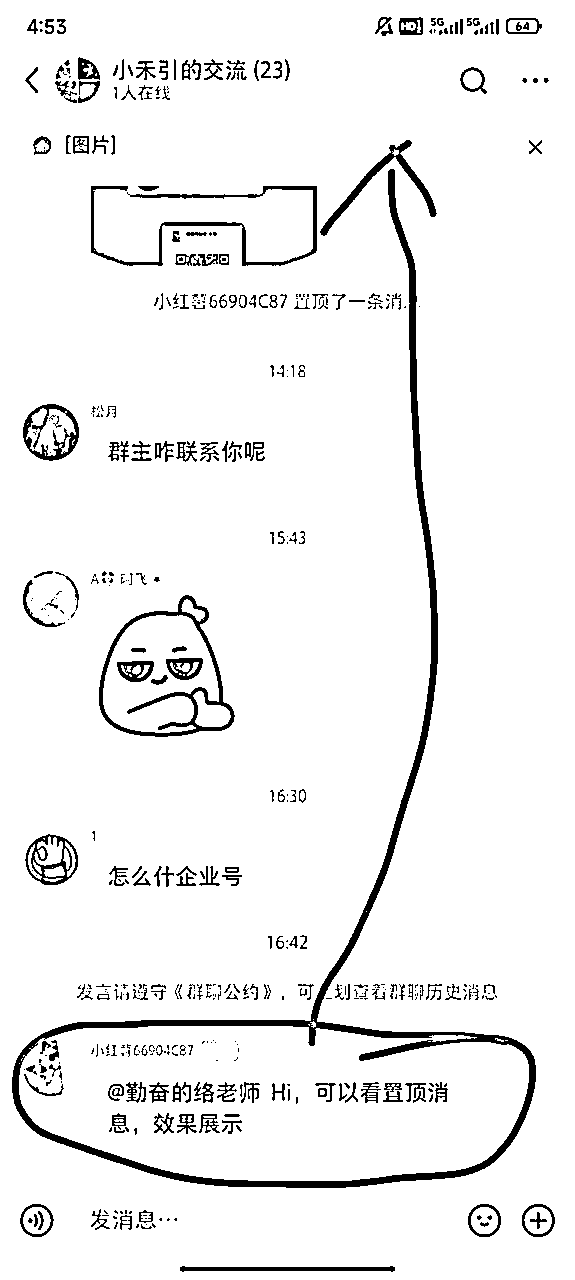 4:53
HD 5G 5G 64
小禾引的交流 (23)
1人在线
[图片]
小红薯66904C87 置顶了一条消
14:18
松月
群主咋联系你呢
15:43
16:30
1
怎么什企业号
16:42
发言请遵守《群聊公约》，可上划查看群聊历史消息
小红薯66904C87
@勤奋的络老师 Hi，可以看置顶消
息，效果展示
发消息…